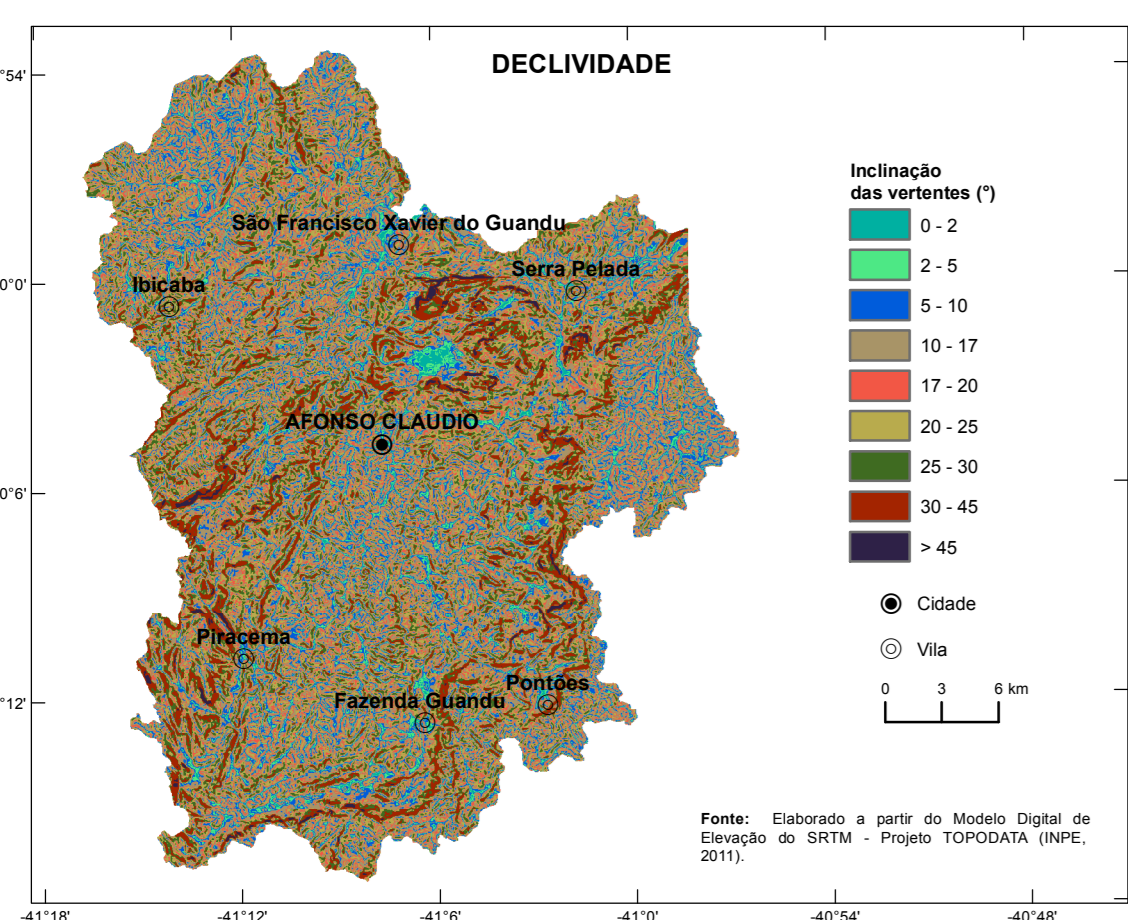 DECLIVIDADE
°54'
São Francisco Xavier do Guandu
Serra Pelada
0°0'
Ibicaba
AFONSO CLAUDIO
0°6'
Piracema
Pontões
°12'
Fazenda Guandu
Inclinação
das vertentes (°)
0 - 2
2 - 5
5 - 10
10 - 17
17 - 20
20 - 25
25 - 30
30 - 45
> 45
Cidade
Vila
0 3 6 km
Fonte: Elaborado a partir do Modelo Digital de
Elevação do SRTM - Projeto TOPODATA (INPE,
2011).
-41°18' -41°12' -41°6' -41°0' -40°54' -40°48'